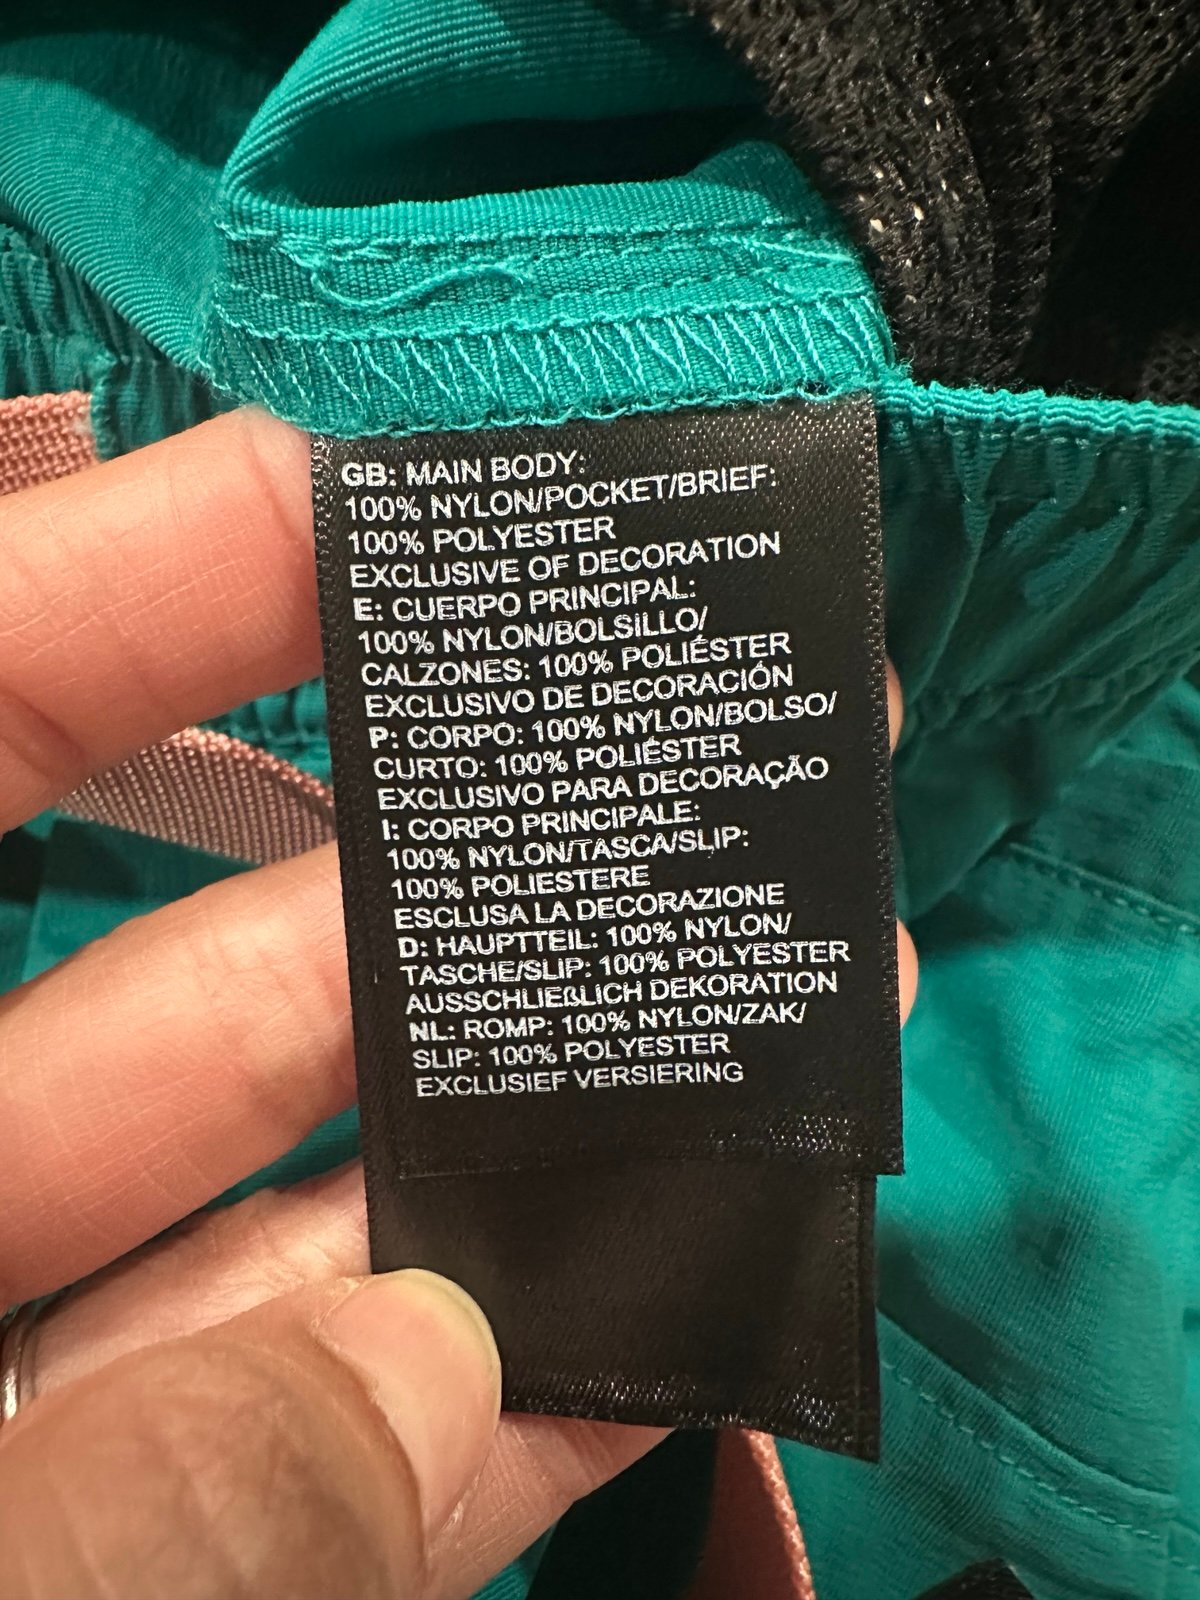 GB: MAIN BODY:
100% NYLON/POCKET/BRIEF:
100% POLYESTER
EXCLUSIVE OF DECORATION
E: CUERPO PRINCIPAL:
100% NYLON/BOLSILLO/
CALZONES: 100% POLIÉSTER
EXCLUSIVO DE DECORACIÓN
P: CORPO: 100% NYLON/BOLSO/
CURTO: 100% POLIÉSTER
EXCLUSIVO PARA DECORAÇÃO
I: CORPO PRINCIPALE:
100% NYLON/TASCA/SLIP:
100% POLIESTERE
ESCLUSA LA DECORAZIONE
D: HAUPTTEIL: 100% NYLON/
TASCHE/SLIP: 100% POLYESTER
AUSSCHLIEßLICH DEKORATION
NL: ROMP: 100% NYLON/ZAK/
SLIP: 100% POLYESTER
EXCLUSIEF VERSIERING